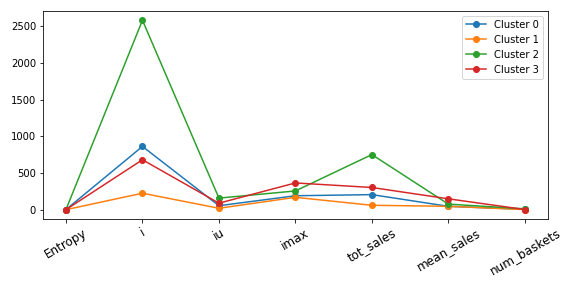 2500
2000
1500
1000
500
0
Cluster 0
Cluster 1
Cluster 2
Cluster 3
Entropy
i
iu
imax
tot_sales
mean_sales
num_baskets